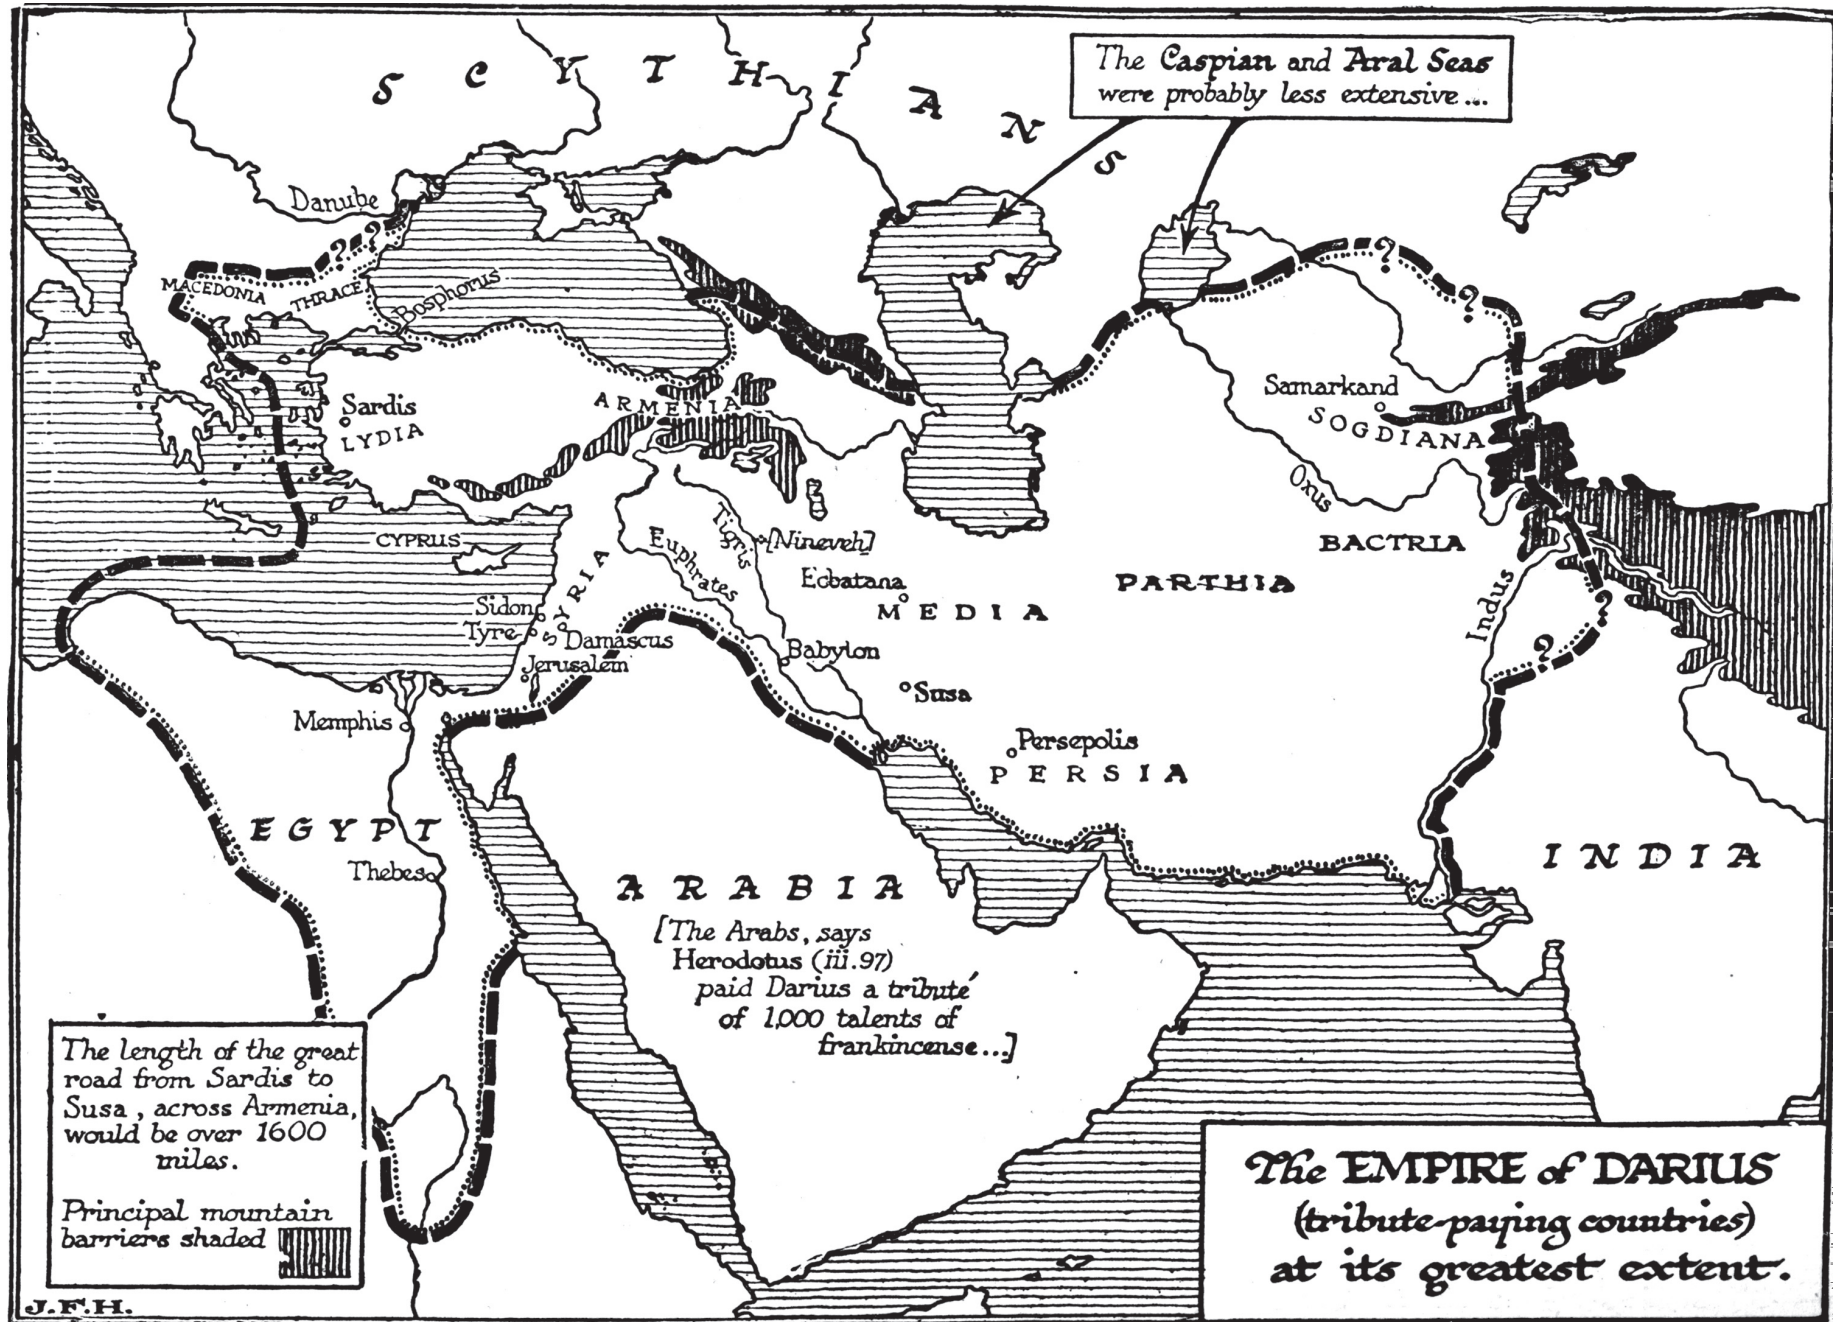 SCYTHIANS
The Caspian and Aral Seas
were probably less extensive...
Danube
? ?
?
?
MACEDONIA
THRACE
Bosphorus
Samarkand
SOGDIANA
ARMENIA
Sardis
LYDIA
Oxus
CYPRUS
Tigris
[Nineveh]
Euphrates
BACTRIA
Ecbatana
MEDIA
PARTHIA
Indus
?
?
SYRIA
Sidon
Tyre
Damascus
Jerusalem
Babylon
Susa
Memphis
Persepolis
PERSIA
EGYPT
Thebes
ARABIA
INDIA
[The Arabs, says
Herodotus (iii.97)
paid Darius a tribute
of 1,000 talents of
frankincense...]
The length of the great
road from Sardis to
Susa, across Armenia,
would be over 1600
miles.
Principal mountain
barriers shaded
The EMPIRE of DARIUS
(tribute-paying countries)
at its greatest extent.
J.F.H.